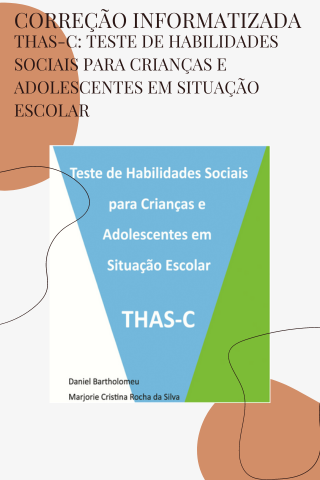 CORREÇÃO INFORMATIZADA
THAS-C: TESTE DE HABILIDADES
SOCIAIS PARA CRIANÇAS E
ADOLESCENTES EM SITUAÇÃO
ESCOLAR
Teste de Habilidades Sociais
para Crianças e
Adolescentes em
Situação Escolar
THAS-C
Daniel Bartholomeu
Marjorie Cristina Rocha da Silva